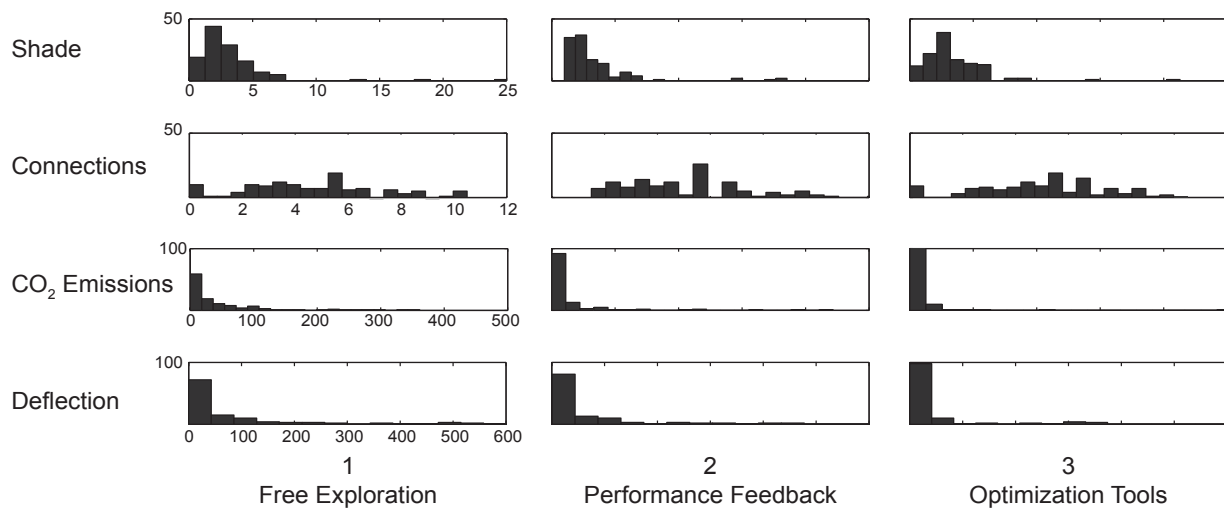 50
Shade
0 5 10 15 20 25
50
Connections
0 2 4 6 8 10 12
100
CO2 Emissions
0 100 200 300 400 500
100
Deflection
0 100 200 300 400 500 600
1 2 3
Free Exploration Performance Feedback Optimization Tools